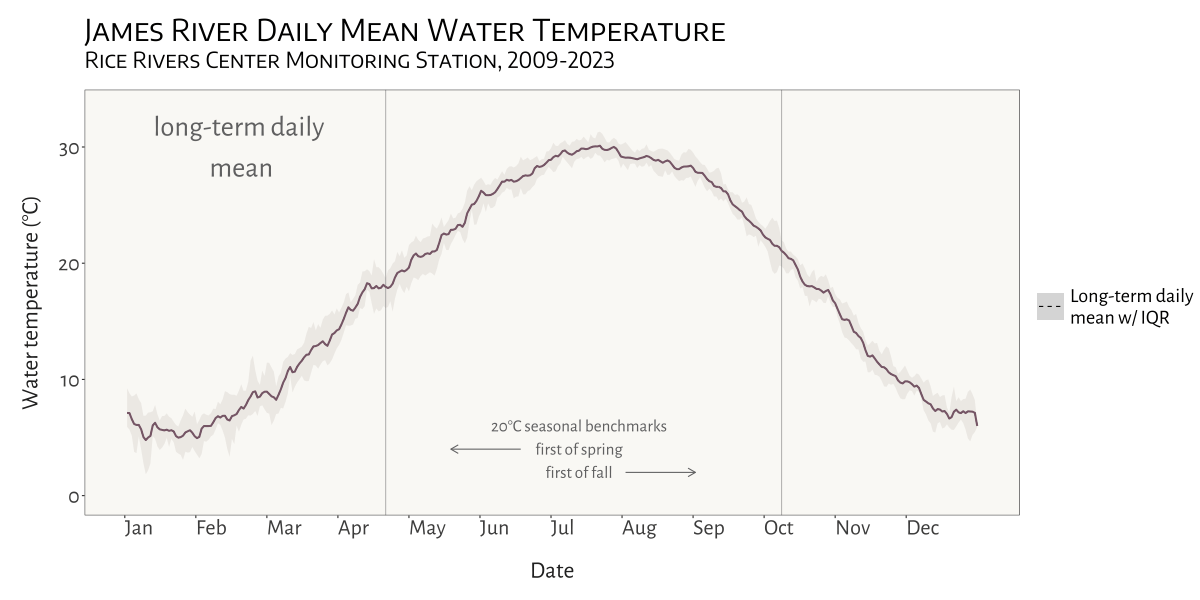 James River Daily Mean Water Temperature
Rice Rivers Center Monitoring Station, 2009-2023
long-term daily
mean
Water temperature (°C)
30
20
10
0
20°C seasonal benchmarks
first of spring
first of fall
Jan Feb Mar Apr May Jun Jul Aug Sep Oct Nov Dec
Date
Long-term daily
mean w/ IQR